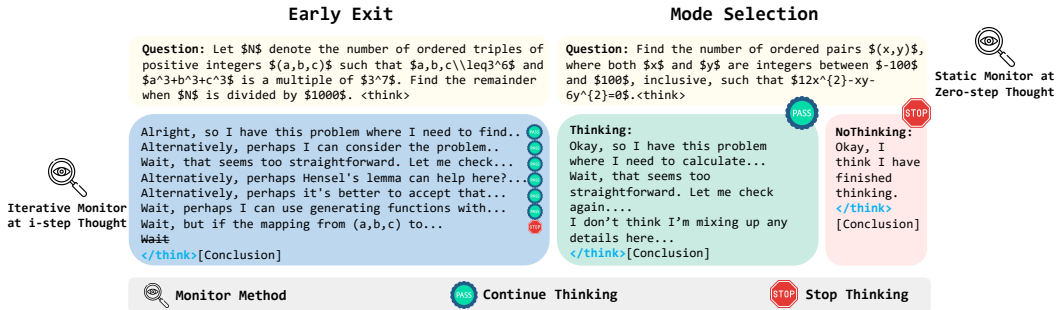 Early Exit
Question: Let $N$ denote the number of ordered triples of
positive integers $(a,b,c)$ such that $a,b,c\\leq3^6$ and
$a^3+b^3+c^3$ is a multiple of $3^7$. Find the remainder
when $N$ is divided by $1000$. <think>
Iterative Monitor
at i-step Thought
Alright, so I have this problem where I need to find.. PASS
Alternatively, perhaps I can consider the problem.. PASS
Wait, that seems too straightforward. Let me check... PASS
Alternatively, perhaps Hensel's lemma can help here?... PASS
Alternatively, perhaps it's better to accept that... PASS
Wait, perhaps I can use generating functions with... PASS
Wait, but if the mapping from (a,b,c) to... STOP
Wait
</think>[Conclusion]
Mode Selection
Question: Find the number of ordered pairs $(x,y)$,
where both $x$ and $y$ are integers between $-100$
and $100$, inclusive, such that $12x^{2}-xy-
6y^{2}=0$.<think>
Static Monitor at
Zero-step Thought
PASS
Thinking:
Okay, so I have this problem
where I need to calculate...
Wait, that seems too
straightforward. Let me check
again....
I don't think I'm mixing up any
details here...
</think>[Conclusion]
STOP
NoThinking:
Okay, I
think I have
finished
thinking.
</think>
[Conclusion]
Monitor Method
PASS Continue Thinking
STOP Stop Thinking